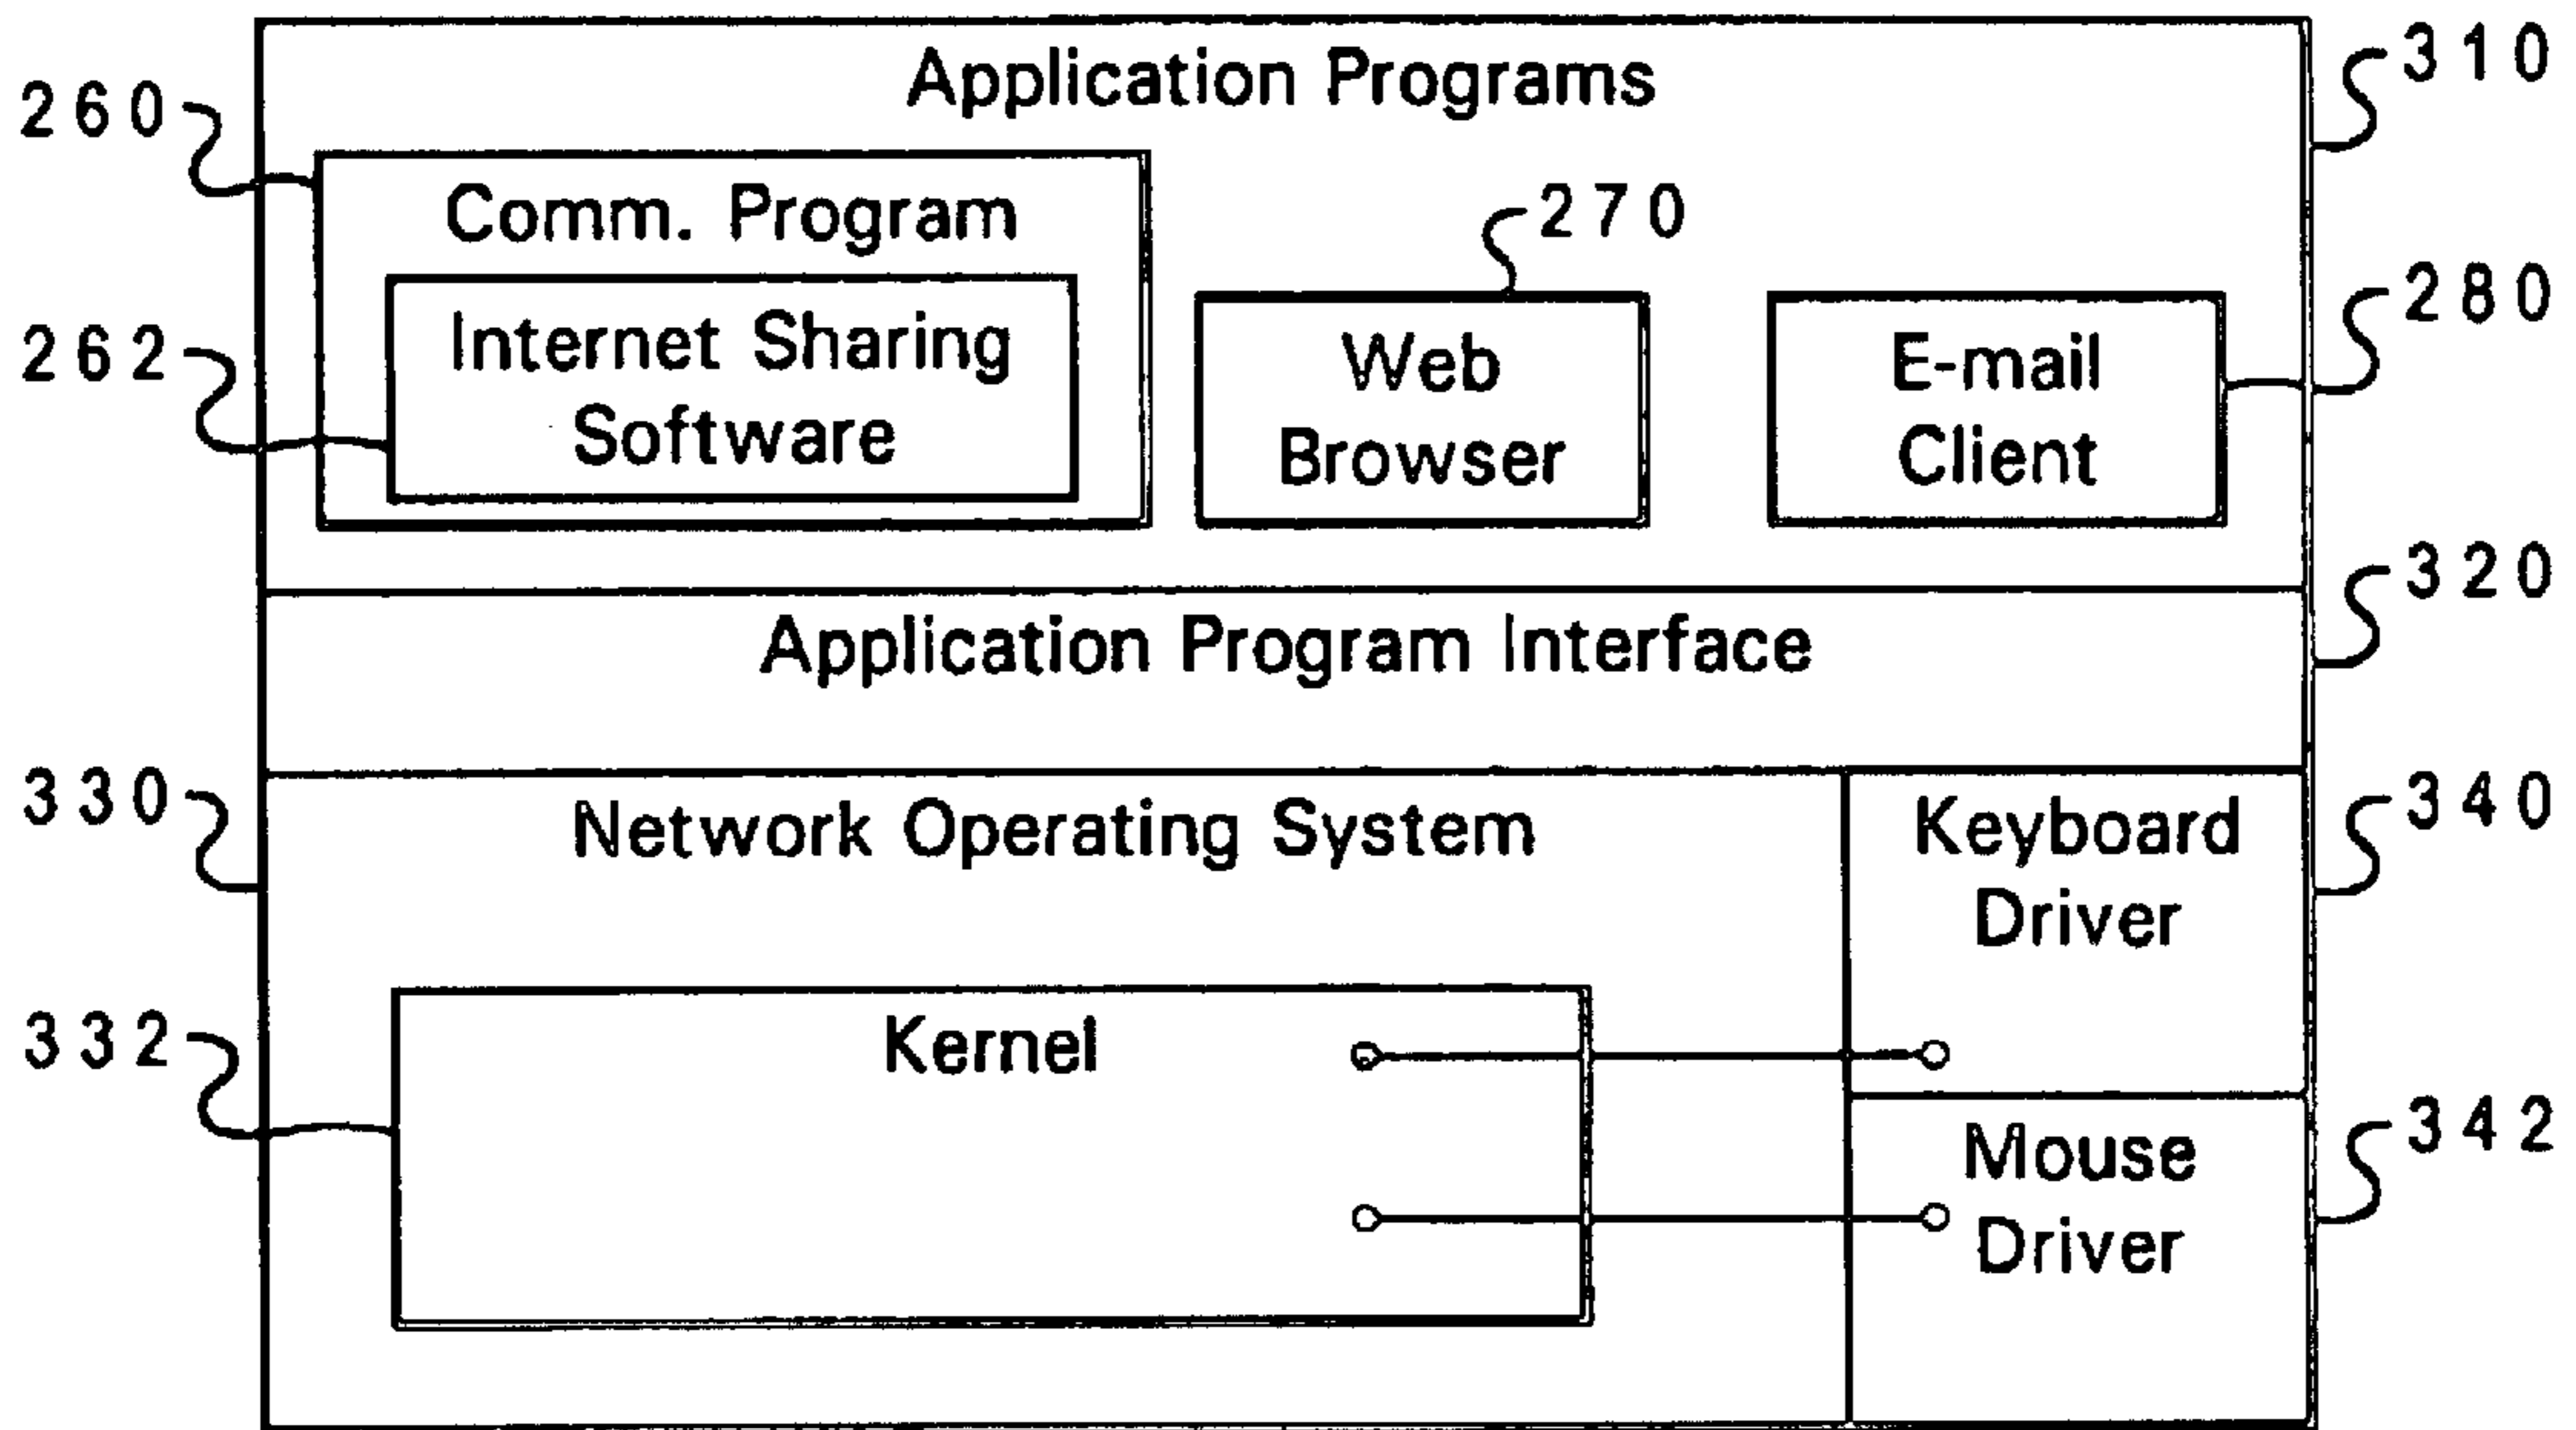 Application Programs
310
260
Comm. Program
270
Internet Sharing
Software
262
Web
Browser
E-mail
Client
280
Application Program Interface
320
330
Network Operating System
Keyboard
Driver
340
332
Kernel
Mouse
Driver
342